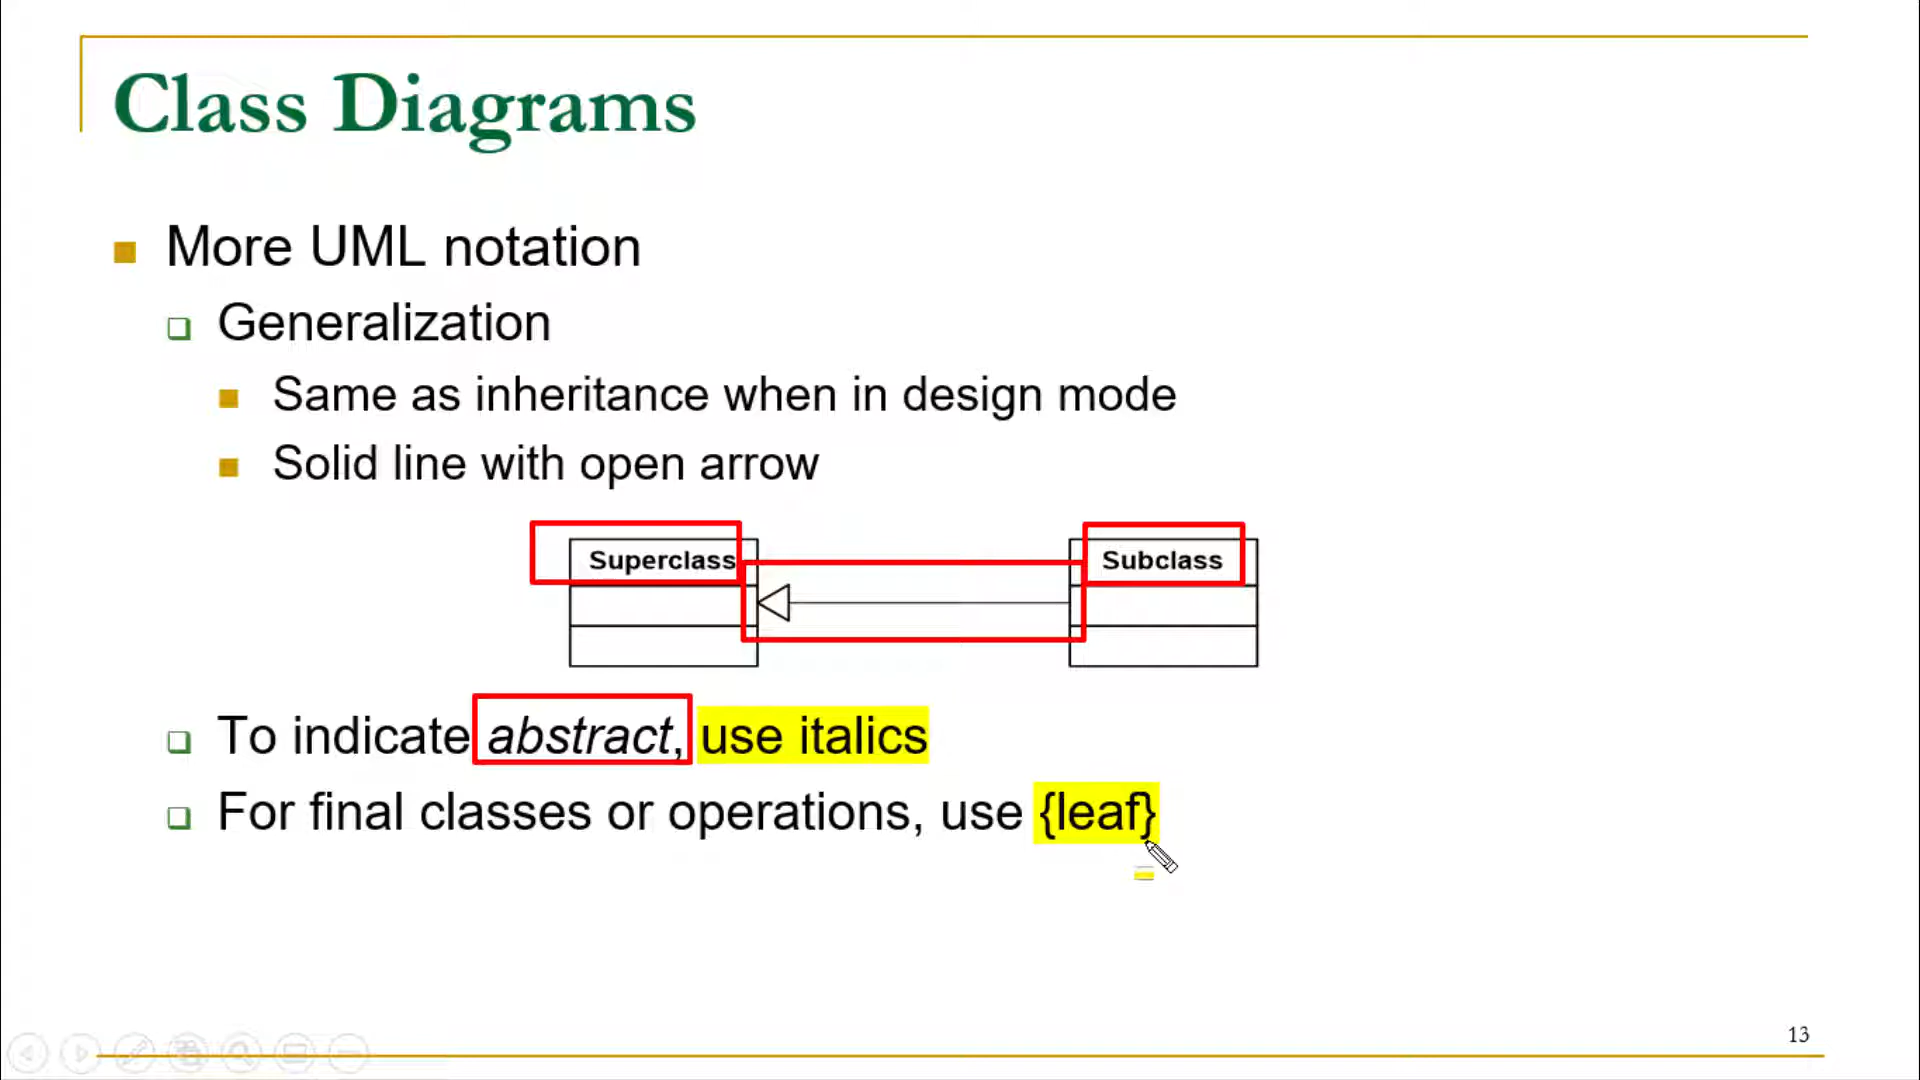 Class Diagrams
More UML notation
Generalization
Same as inheritance when in design mode
Solid line with open arrow
Superclass
Subclass
To indicate abstract, use italics
For final classes or operations, use {leaf}
13